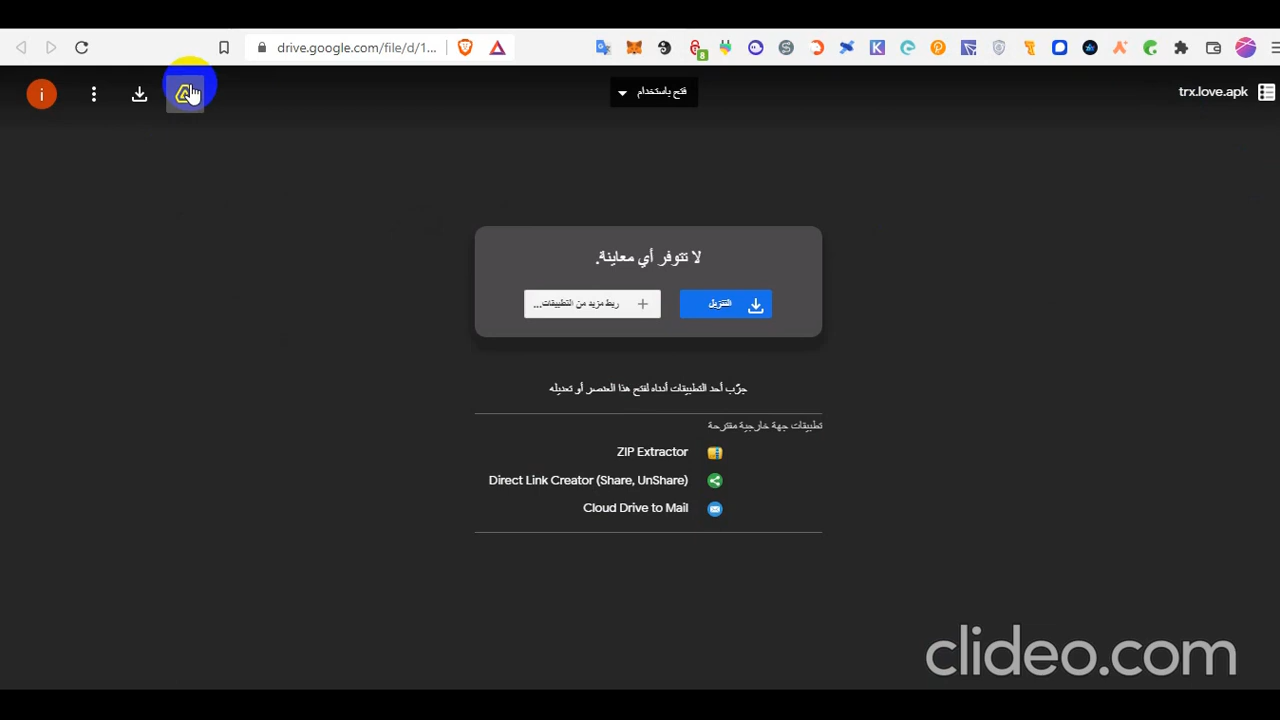 drive.google.com/file/d/1...
8
i
فتح باستخدام
trx.love.apk
لا تتوفر أي معاينة.
التنزيل
ربط مزيد من التطبيقات...
جرّب أحد التطبيقات أدناه لفتح هذا العنصر أو تعديله
تطبيقات جهة خارجية مقترحة
ZIP Extractor
Direct Link Creator (Share, UnShare)
Cloud Drive to Mail
clideo.com